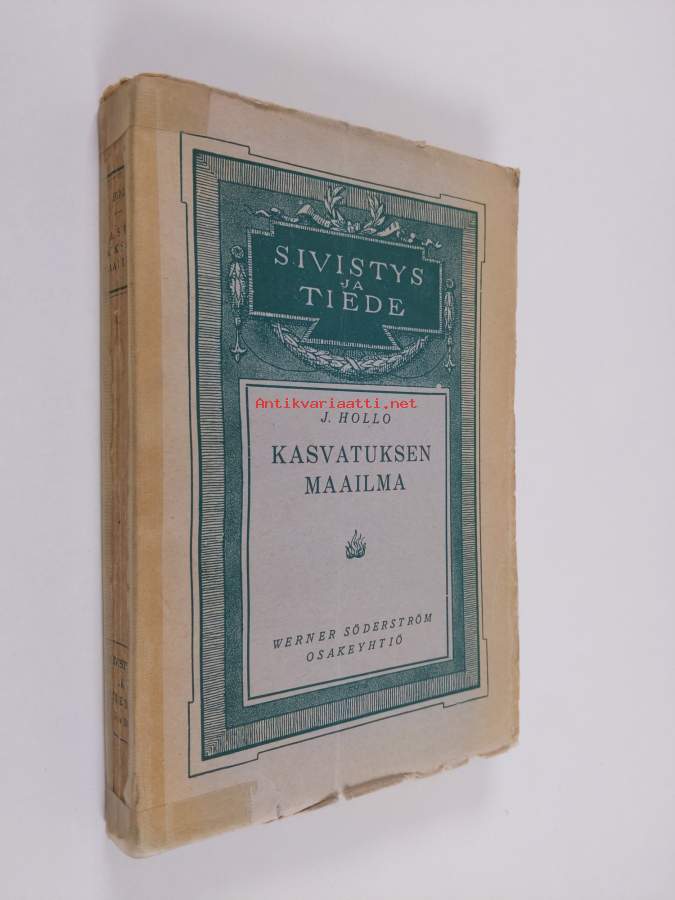 SIVISTYS
JA
TIEDE
Antikvariaatti.net
J. HOLLO
KASVATUKSEN
MAAILMA
WERNER SÖDERSTRÖM
OSAKEYHTIÖ